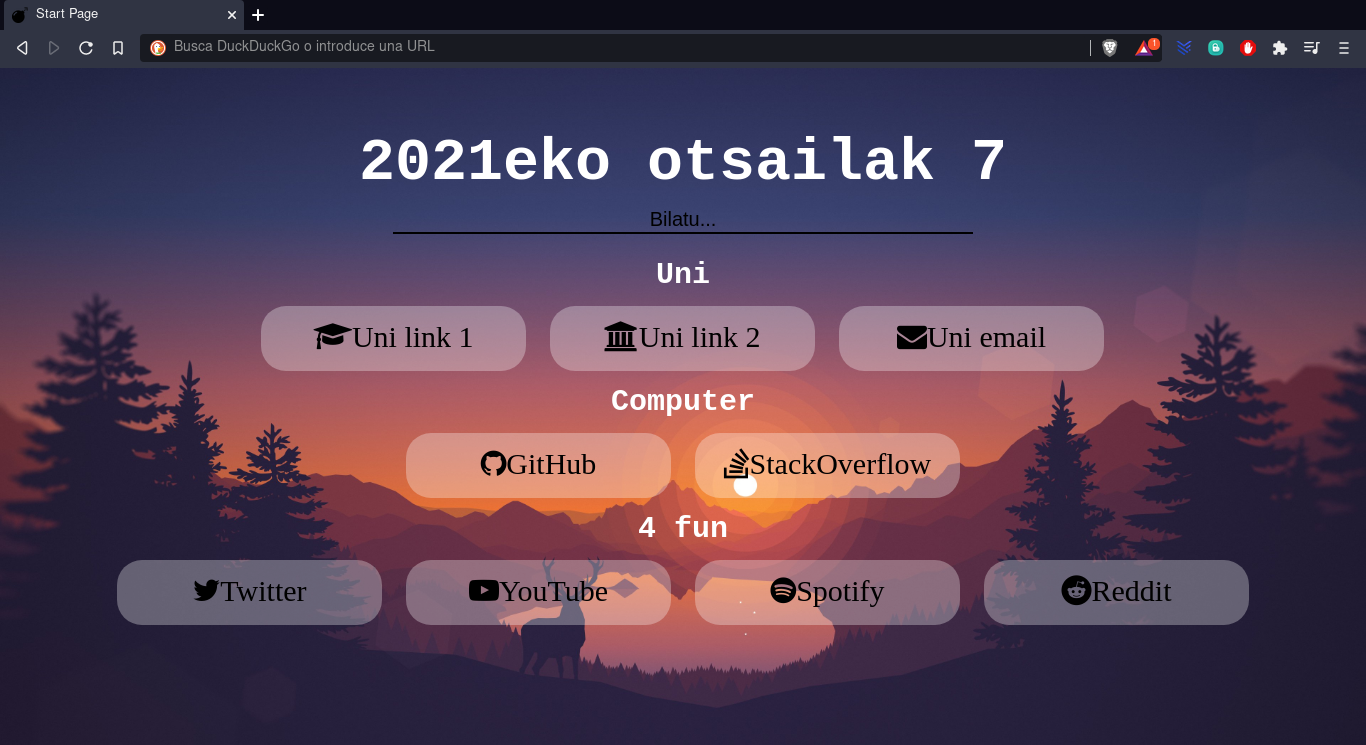 Start Page
Busca DuckDuckGo o introduce una URL
1
2021eko otsailak 7
Bilatu...
Uni
Uni link 1 Uni link 2 Uni email
Computer
GitHub StackOverflow
4 fun
Twitter YouTube Spotify Reddit